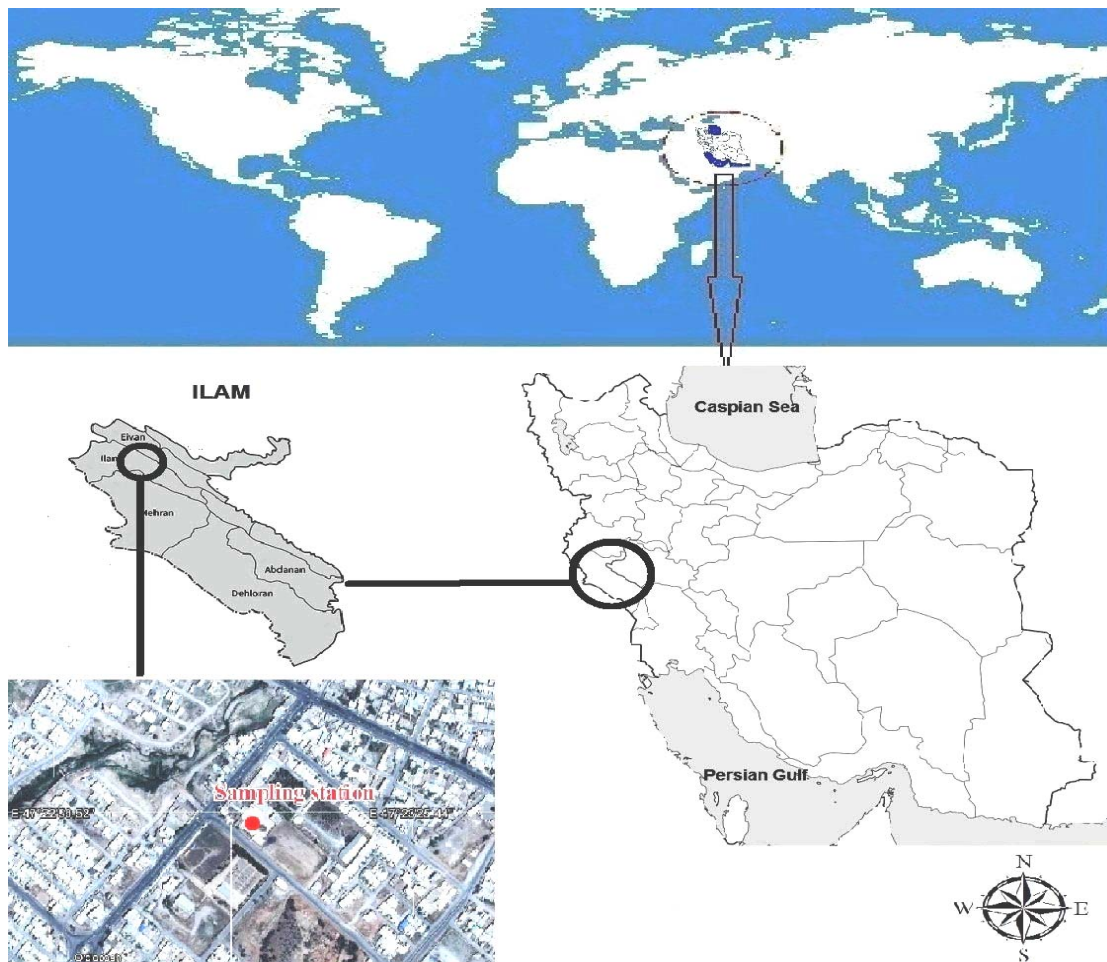 ILAM
Caspian Sea
Eivan
Ilam
Mehran
Abdanan
Dehloran
Persian Gulf
Sampling station
N
W
E
S